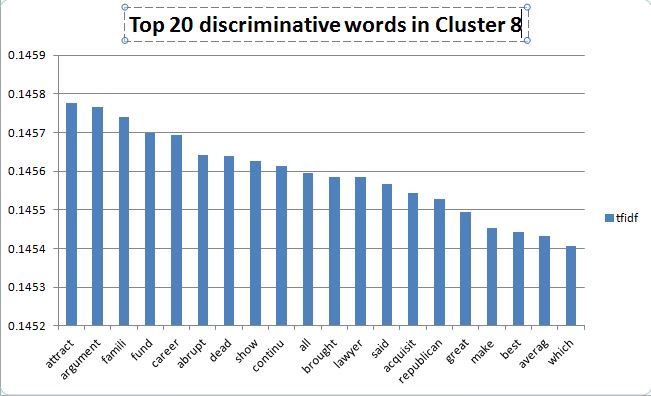 Top 20 discriminative words in Cluster 8
0.1459
0.1458
0.1457
0.1456
0.1455
0.1454
0.1453
0.1452
tfidf
attract
argument
famili
fund
career
abrupt
dead
show
continu
all
brought
lawyer
said
acquisit
republican
great
make
best
averag
which